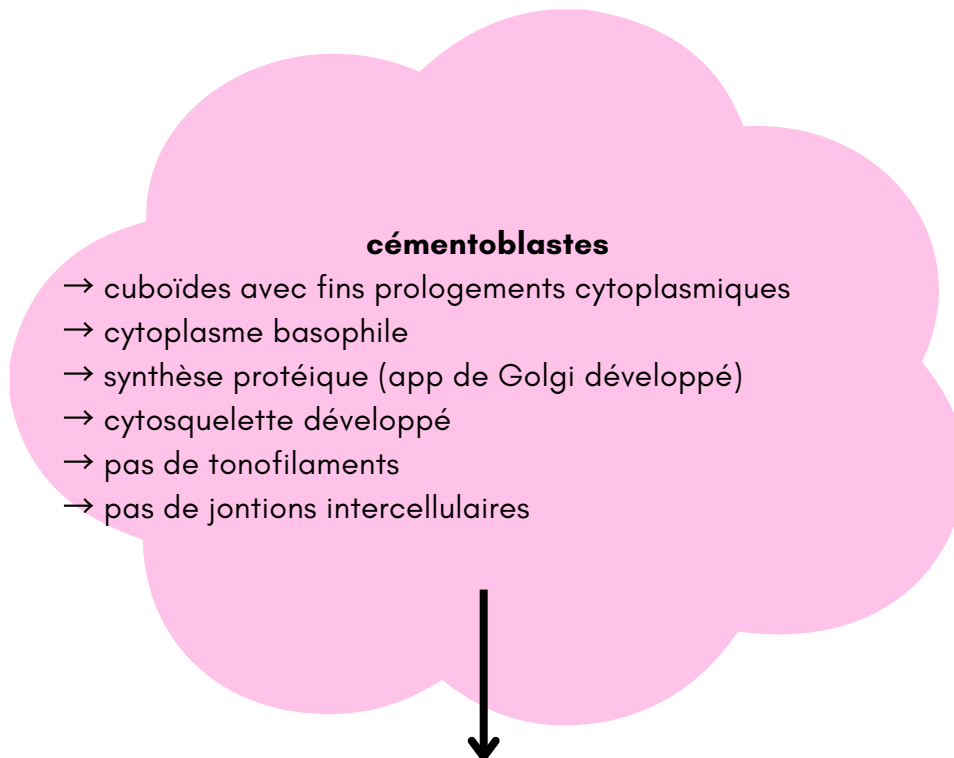 cémentoblastes
→ cuboïdes avec fins prologements cytoplasmiques
→ cytoplasme basophile
→ synthèse protéique (app de Golgi développé)
→ cytosquelette développé
→ pas de tonofilaments
→ pas de jontions intercellulaires